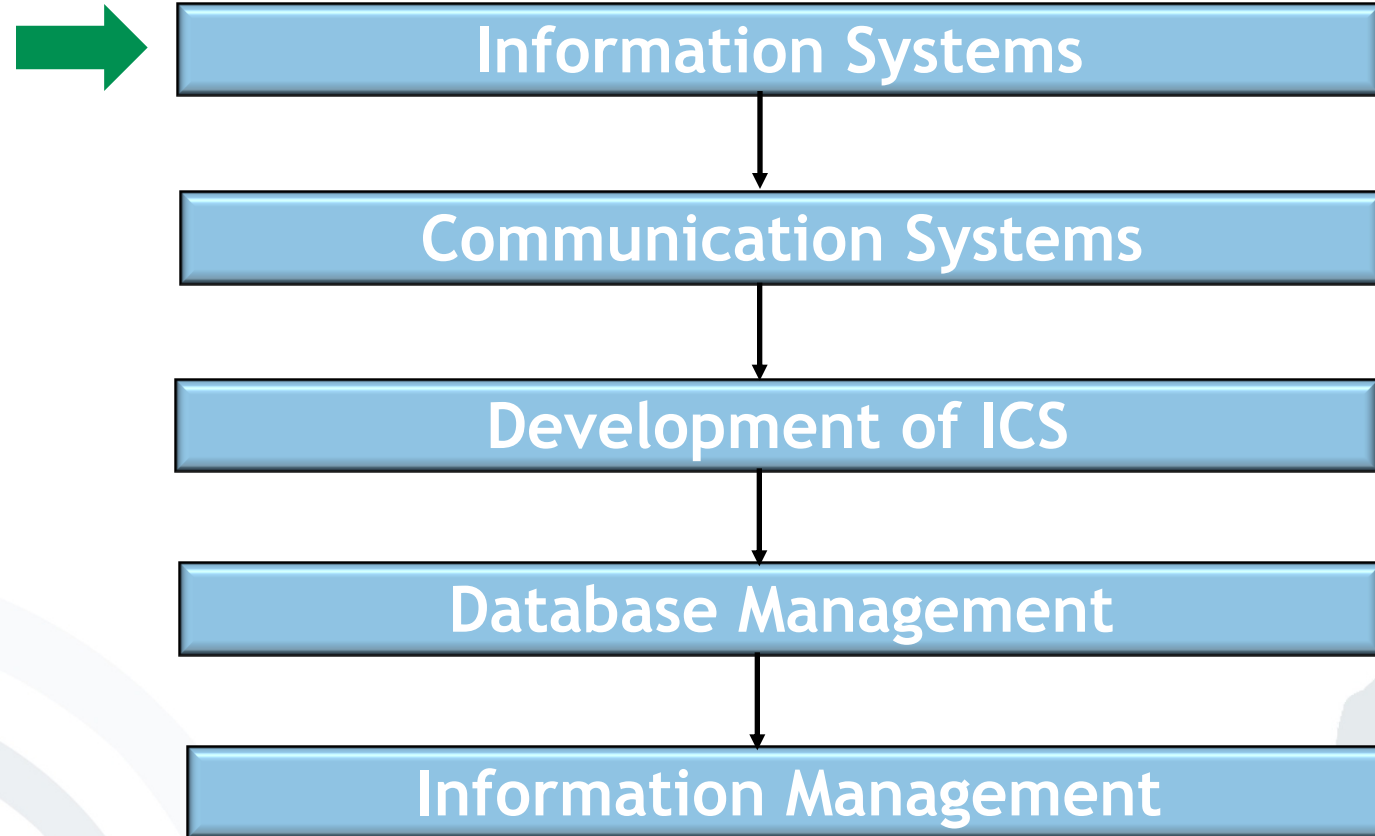 Information Systems
Communication Systems
Development of ICS
Database Management
Information Management